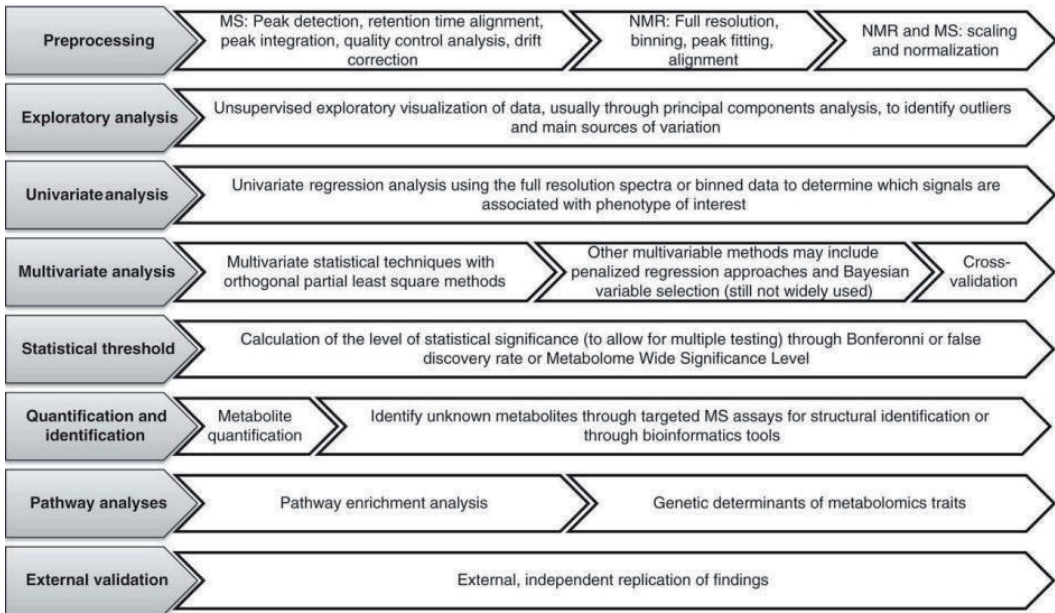 Preprocessing
MS: Peak detection, retention time alignment,
peak integration, quality control analysis, drift
correction
NMR: Full resolution,
binning, peak fitting,
alignment
NMR and MS: scaling
and normalization
Exploratory analysis
Unsupervised exploratory visualization of data, usually through principal components analysis, to identify outliers
and main sources of variation
Univariate analysis
Univariate regression analysis using the full resolution spectra or binned data to determine which signals are
associated with phenotype of interest
Multivariate analysis
Multivariate statistical techniques with
orthogonal partial least square methods
Other multivariable methods may include
penalized regression approaches and Bayesian
variable selection (still not widely used)
Cross-
validation
Statistical threshold
Calculation of the level of statistical significance (to allow for multiple testing) through Bonferonni or false
discovery rate or Metabolome Wide Significance Level
Quantification and
identification
Metabolite
quantification
Identify unknown metabolites through targeted MS assays for structural identification or
through bioinformatics tools
Pathway analyses
Pathway enrichment analysis
Genetic determinants of metabolomics traits
External validation
External, independent replication of findings